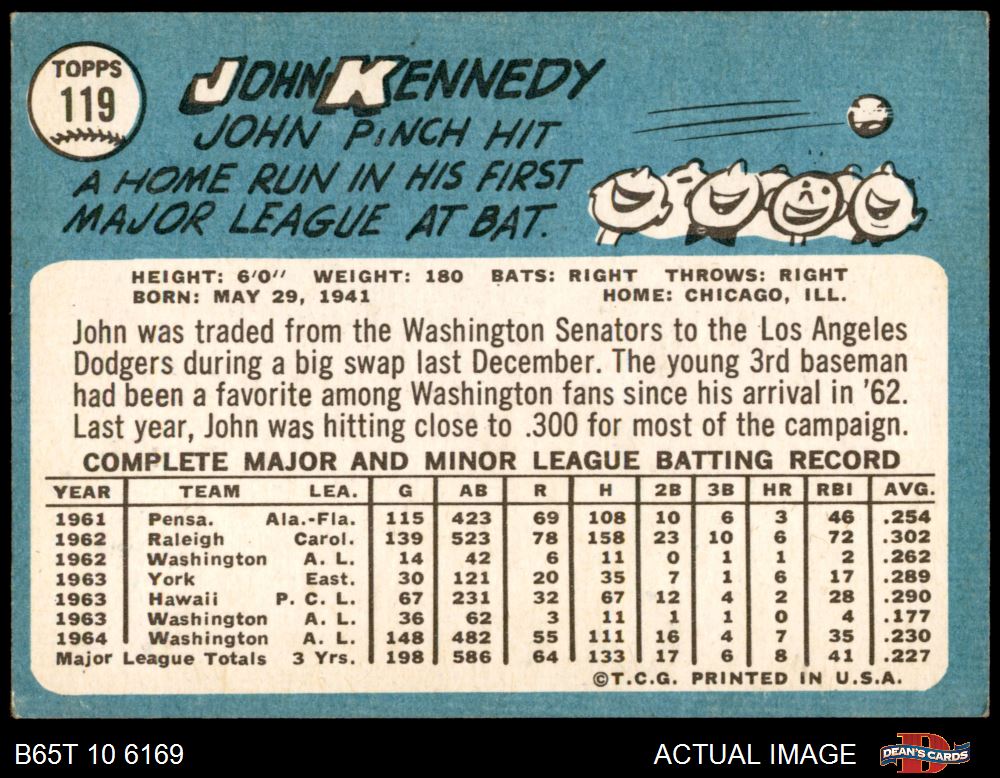 TOPPS
119
JOHN KENNEDY
JOHN PINCH HIT
A HOME RUN IN HIS FIRST
MAJOR LEAGUE AT BAT.
HEIGHT: 6'0" WEIGHT: 180 BATS: RIGHT THROWS: RIGHT
BORN: MAY 29, 1941 HOME: CHICAGO, ILL.
John was traded from the Washington Senators to the Los Angeles
Dodgers during a big swap last December. The young 3rd baseman
had been a favorite among Washington fans since his arrival in '62.
Last year, John was hitting close to .300 for most of the campaign.
COMPLETE MAJOR AND MINOR LEAGUE BATTING RECORD
YEAR TEAM LEA. G AB R H 2B 3B HR RBI AVG.
1961 Pensa. Ala.-Fla. 115 423 69 108 10 6 3 46 .254
1962 Raleigh Carol. 139 523 78 158 23 10 6 72 .302
1962 Washington A. L. 14 42 6 11 0 1 1 2 .262
1963 York East. 30 121 20 35 7 1 6 17 .289
1963 Hawaii P. C. L. 67 231 32 67 12 4 2 28 .290
1963 Washington A. L. 36 62 3 11 1 1 0 4 .177
1964 Washington A. L. 148 482 55 111 16 4 7 35 .230
Major League Totals 3 Yrs. 198 586 64 133 17 6 8 41 .227
©T.C.G. PRINTED IN U.S.A.
B65T 10 6169 ACTUAL IMAGE DEAN'S CARDS